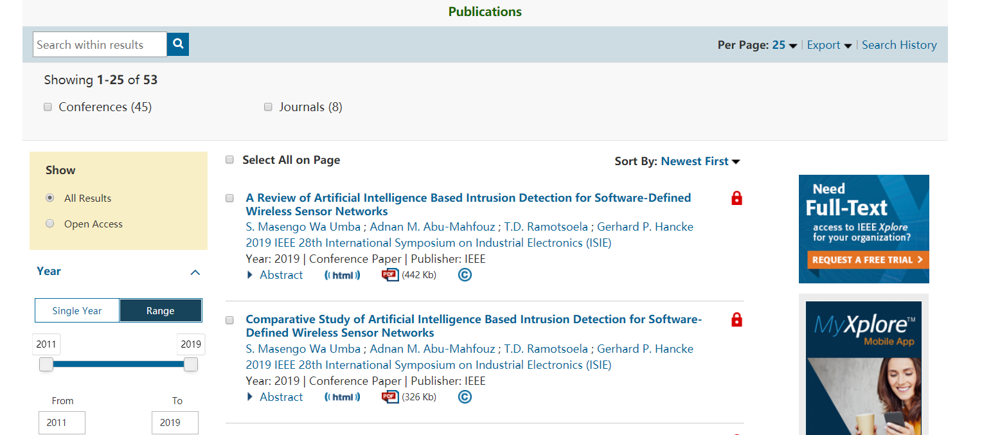 Publications
Search within results
Per Page: 25 | Export | Search History
Showing 1-25 of 53
Conferences (45)
Journals (8)
Show
All Results
Open Access
Year
Single Year
Range
2011
2019
From
To
2011
2019
Select All on Page
Sort By: Newest First
A Review of Artificial Intelligence Based Intrusion Detection for Software-Defined
Wireless Sensor Networks
S. Masengo Wa Umba ; Adnan M. Abu-Mahfouz ; T.D. Ramotsoela ; Gerhard P. Hancke
2019 IEEE 28th International Symposium on Industrial Electronics (ISIE)
Year: 2019 | Conference Paper | Publisher: IEEE
Abstract ((html)) PDF (442 Kb) ©
Comparative Study of Artificial Intelligence Based Intrusion Detection for Software-
Defined Wireless Sensor Networks
S. Masengo Wa Umba ; Adnan M. Abu-Mahfouz ; T.D. Ramotsoela ; Gerhard P. Hancke
2019 IEEE 28th International Symposium on Industrial Electronics (ISIE)
Year: 2019 | Conference Paper | Publisher: IEEE
Abstract ((html)) PDF (326 Kb) ©
Need
Full-Text
access to IEEE Xplore
for your organization?
REQUEST A FREE TRIAL >
MyXplore™
Mobile App